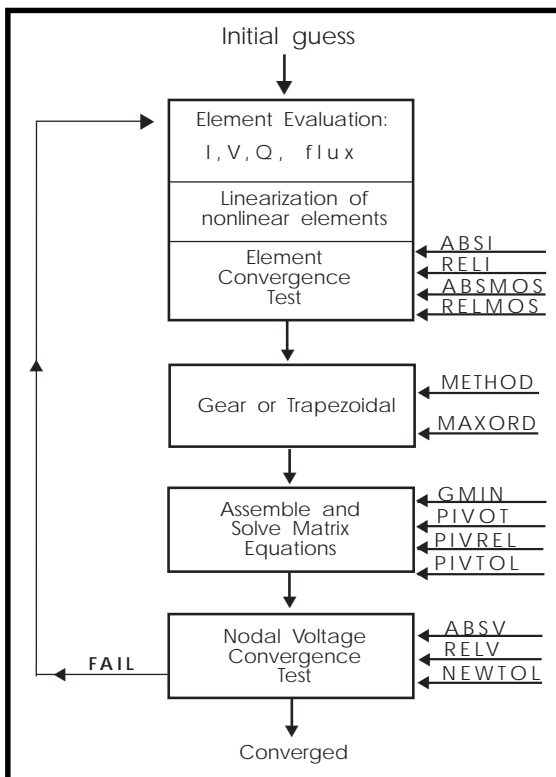 Initial guess
Element Evaluation:
I, V, Q, flux
Linearization of
nonlinear elements
Element
Convergence
Test
ABSI
RELI
ABSMOS
RELMOS
Gear or Trapezoidal
METHOD
MAXORD
Assemble and
Solve Matrix
Equations
GMIN
PIVOT
PIVREL
PIVTOL
Nodal Voltage
Convergence
Test
ABSV
RELV
NEWTOL
FAIL
Converged